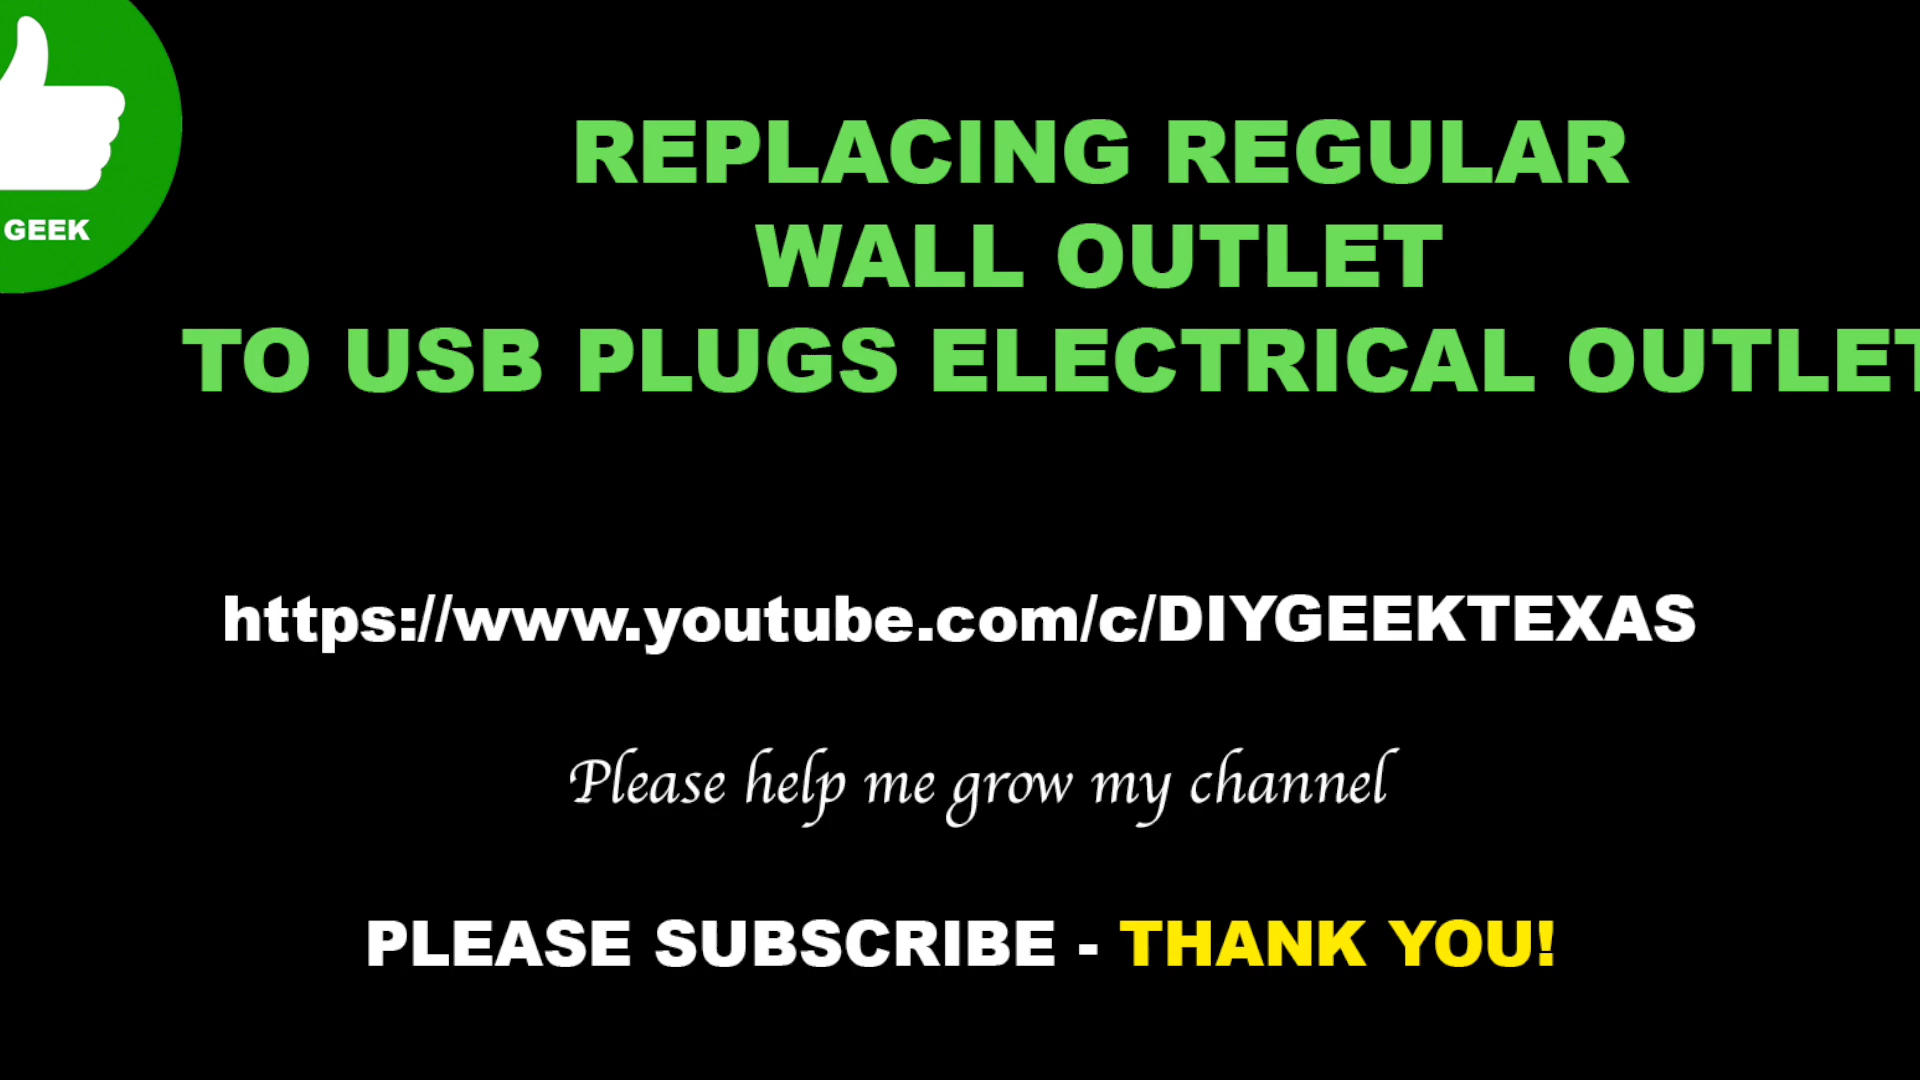 GEEK
REPLACING REGULAR
WALL OUTLET
TO USB PLUGS ELECTRICAL OUTLET
https://www.youtube.com/c/DIYGEEKTEXAS
Please help me grow my channel
PLEASE SUBSCRIBE - THANK YOU!